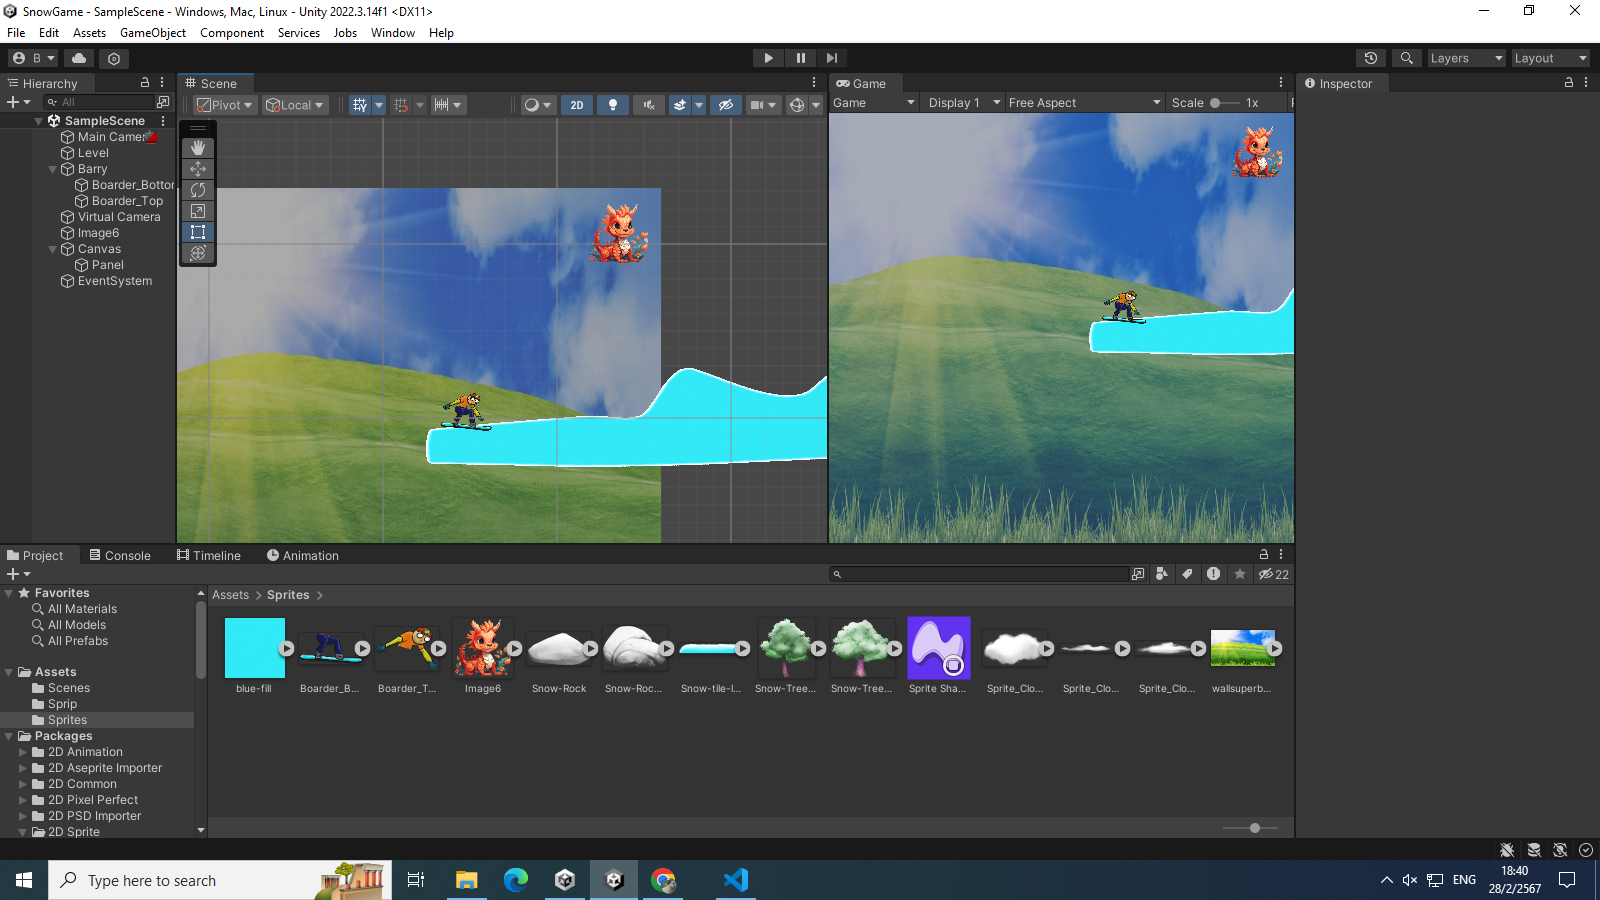 SnowGame - SampleScene - Windows, Mac, Linux - Unity 2022.3.14f1 <DX11>
File Edit Assets GameObject Component Services Jobs Window Help
B Layers Layout
Hierarchy Scene Game Inspector
All Pivot Local 2D Game Display 1 Free Aspect Scale 1x
SampleScene
Main Camer
Level
Barry
Boarder_Bottor
Boarder_Top
Virtual Camera
Image6
Canvas
Panel
EventSystem
Project Console Timeline Animation
22
Favorites
All Materials
All Models
All Prefabs
Assets
Scenes
Sprip
Sprites
Packages
2D Animation
2D Aseprite Importer
2D Common
2D Pixel Perfect
2D PSD Importer
2D Sprite
Assets > Sprites >
blue-fill Boarder_B... Boarder_T... Image6 Snow-Rock Snow-Roc... Snow-tile-l... Snow-Tree... Snow-Tree... Sprite Sha... Sprite_Clo... Sprite_Clo... Sprite_Clo... wallsuperb...
Type here to search
ENG
18:40
28/2/2567